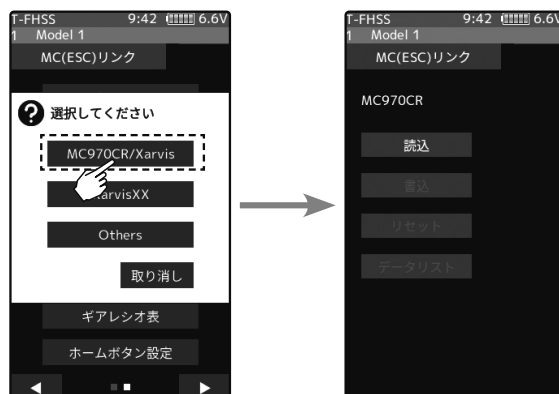 T-FHSS 9:42 6.6V
1 Model 1
MC(ESC)リンク
選択してください
MC970CR/Xarvis
arvisXX
Others
取り消し
ギアレシオ表
ホームボタン設定
T-FHSS 9:42 6.6V
1 Model 1
MC(ESC)リンク
MC970CR
読込
書込
リセット
データリスト